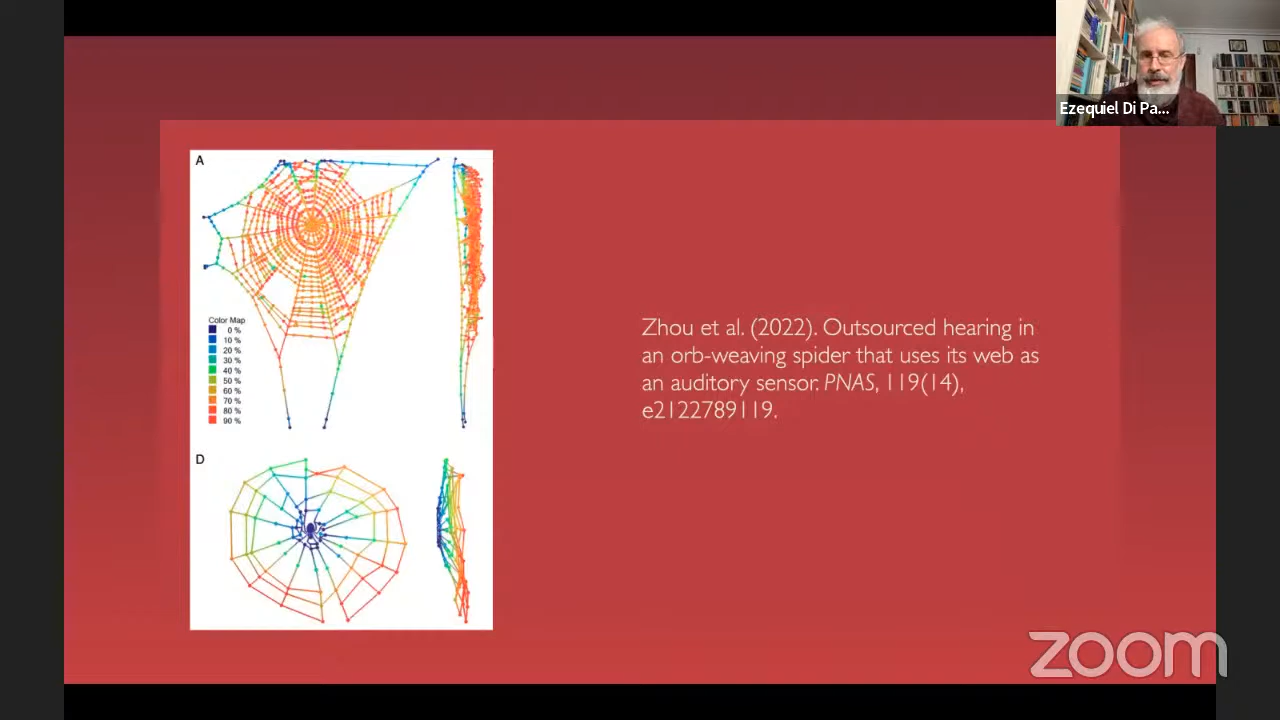 Ezequiel Di Pa...
A
Color Map
0 %
10 %
20 %
30 %
40 %
50 %
60 %
70 %
80 %
90 %
D
Zhou et al. (2022). Outsourced hearing in
an orb-weaving spider that uses its web as
an auditory sensor. PNAS, 119(14),
e2122789119.
zoom